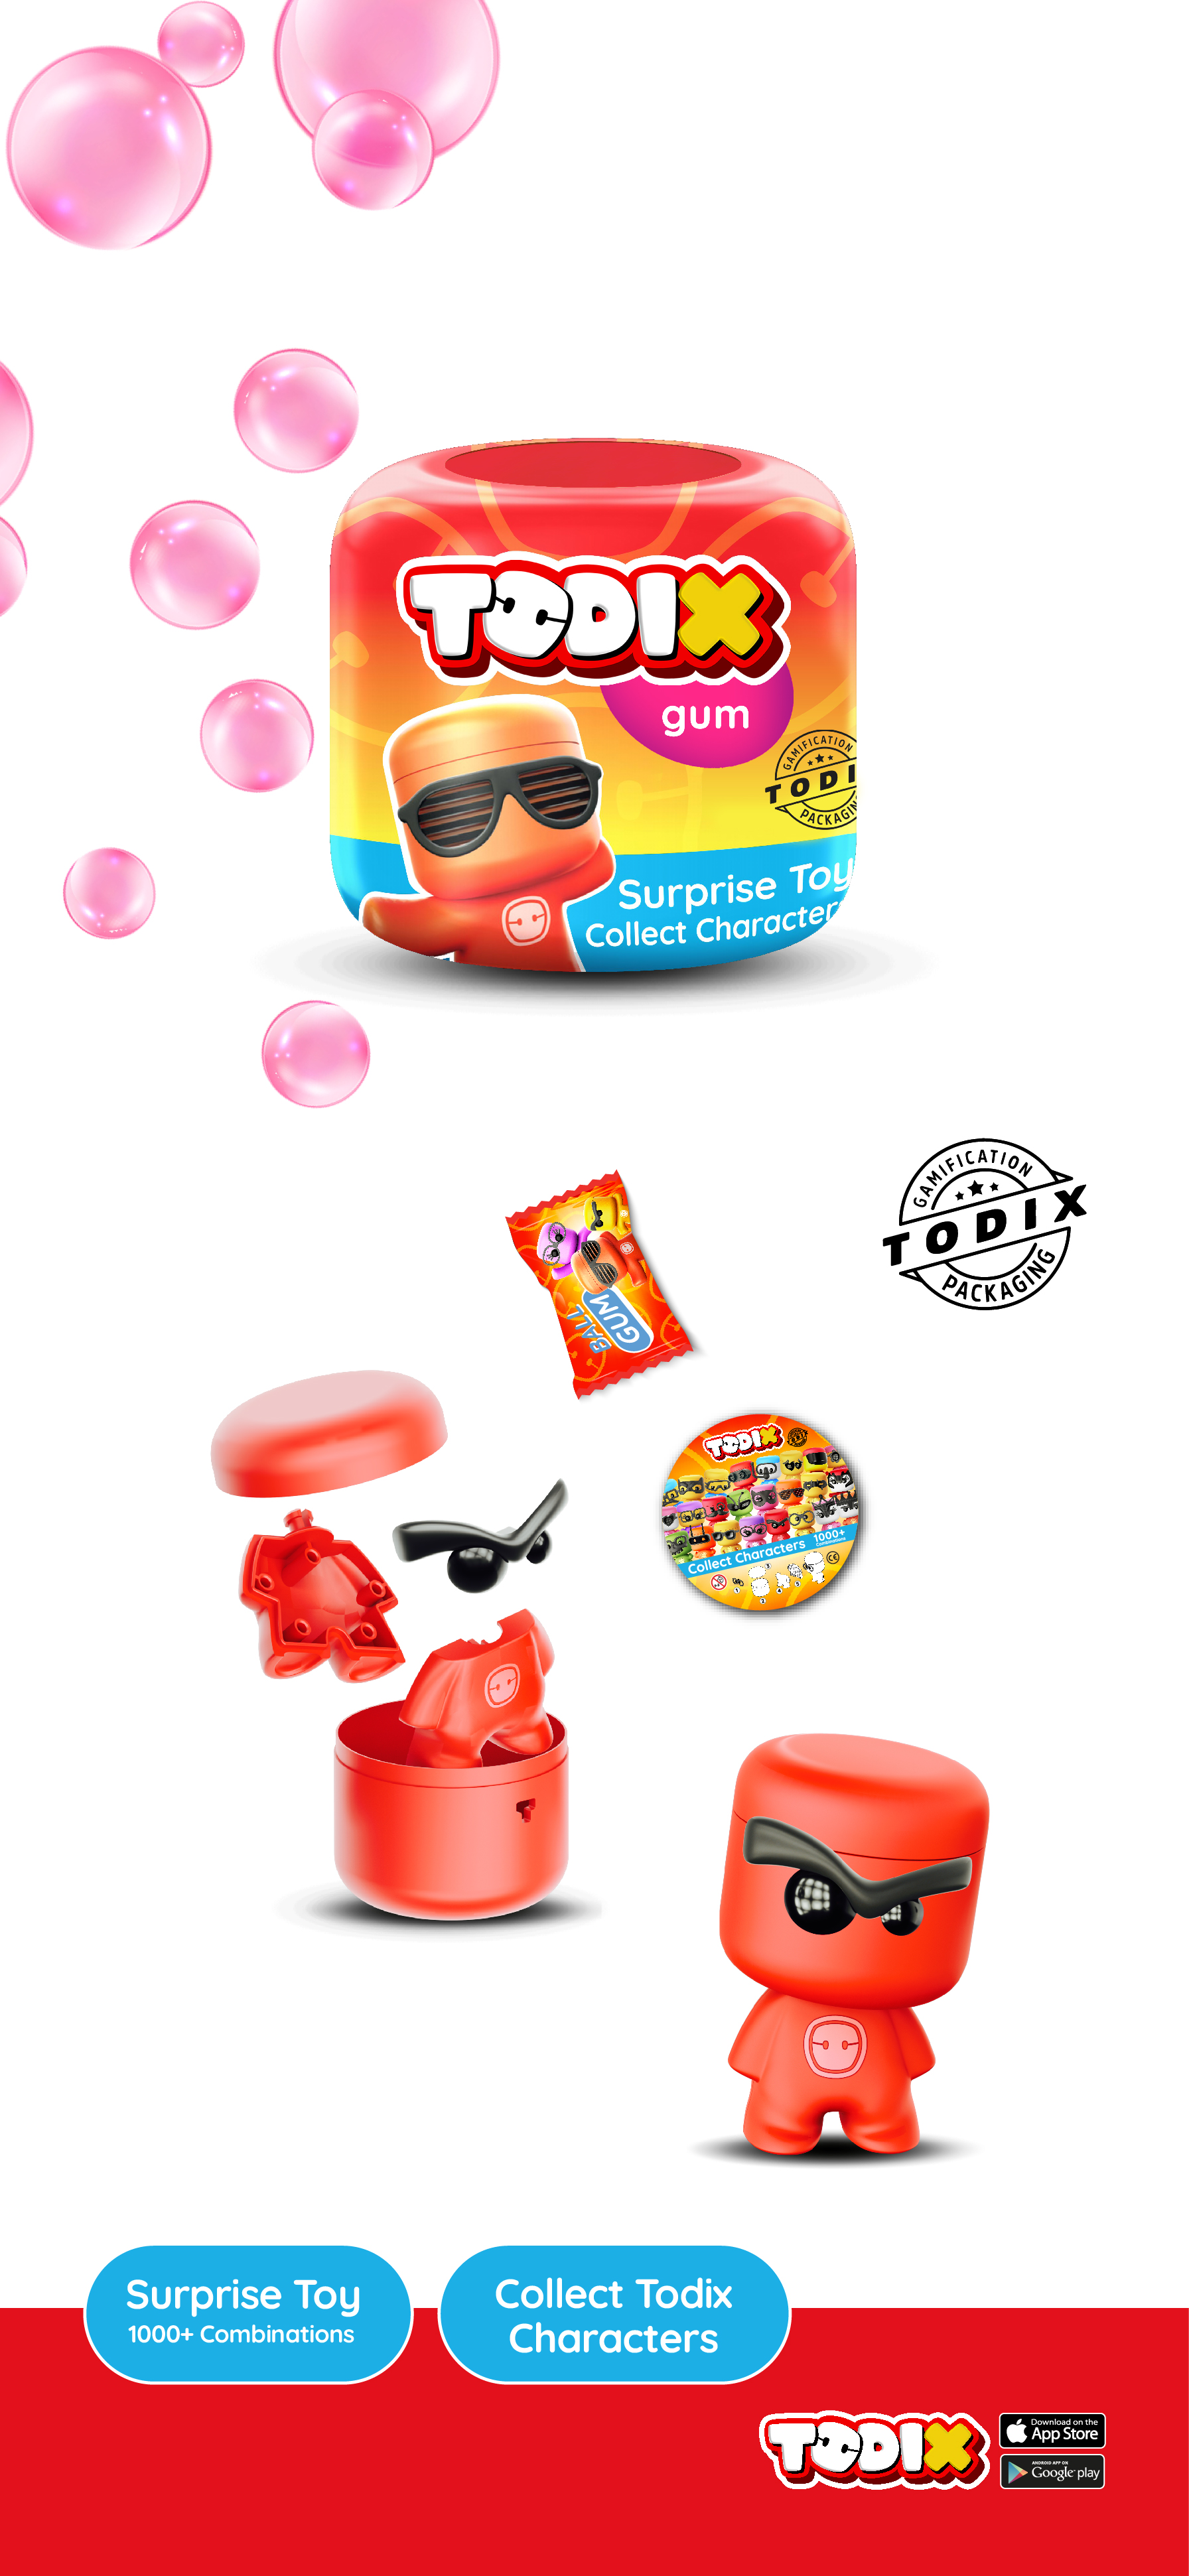 TODIX
gum
GAMIFICATION
TODI
PACKAGIN
Surprise Toy
Collect Character
GAMIFICATION
TODIX
PACKAGING
BALL
GUM
TODIX
Collect Characters
1000+
Combinations
Surprise Toy
1000+ Combinations
Collect Todix
Characters
TODIX
Download on the
App Store
ANDROID APP ON
Google play